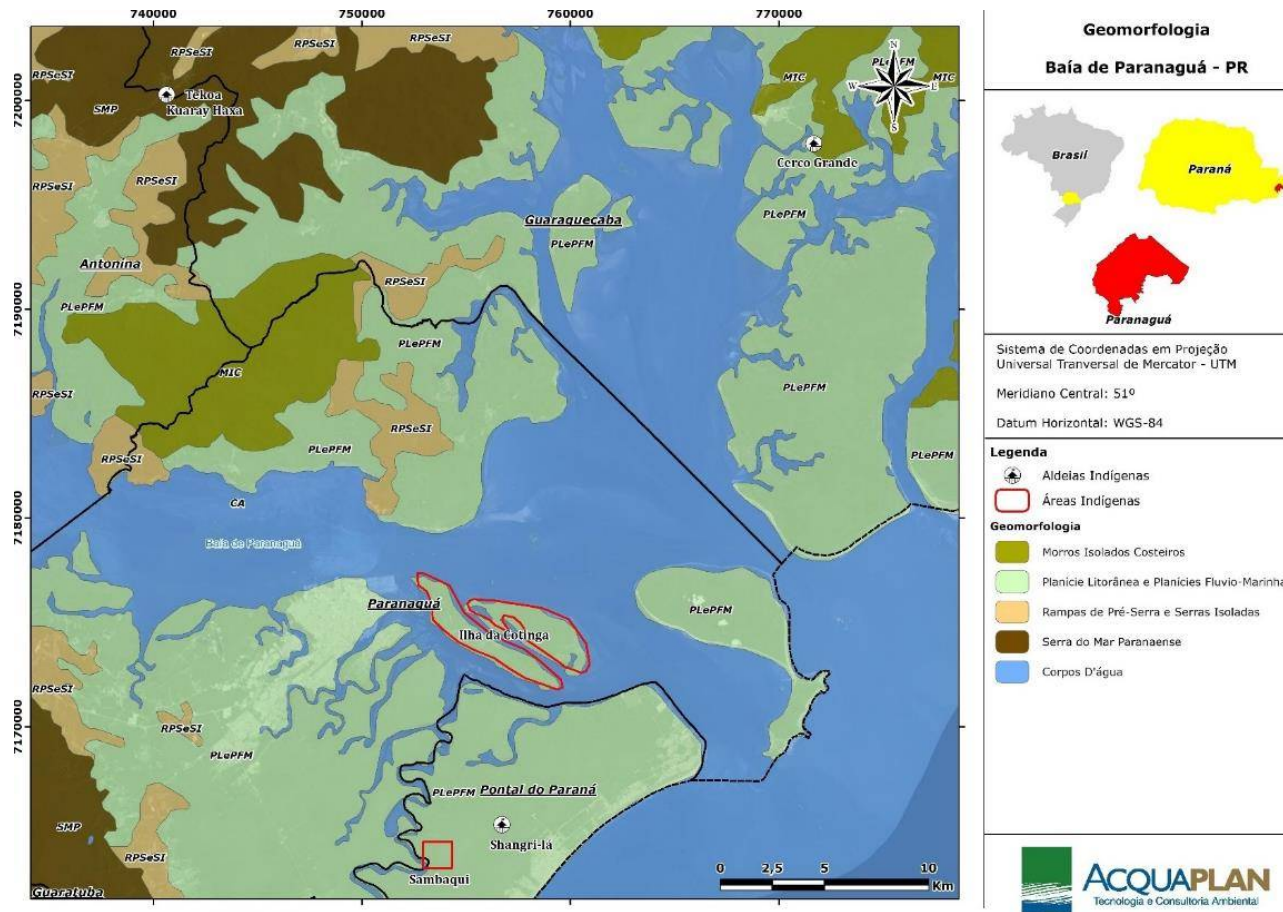 740000
750000
760000
770000
7200000
7190000
7180000
7170000
RPSeSI
RPSeSI
RPSeSI
RPSeSI
SMP
Tekoa
Kuaray Haxa
RPSeSI
RPSeSI
Antonina
RPSeSI
PLePFM
MIC
RPSeSI
PLePFM
RPSeSI
RPSeSI
PLePFM
RPSeSI
CA
Baía de Paranaguá
Guaraqueçaba
PLePFM
MIC
PLePFM
MIC
N
W
E
S
Cerco Grande
PLePFM
PLePFM
PLePFM
Paranaguá
Ilha da Cotinga
PLePFM
RPSeSI
RPSeSI
PLePFM
SMP
RPSeSI
Guaratuba
PLePFM
Pontal do Paraná
Shangri-lá
Sambaqui
0
2,5
5
10
Km
Geomorfologia
Baía de Paranaguá - PR
Brasil
Paraná
Paranaguá
Sistema de Coordenadas em Projeção
Universal Tranversal de Mercator - UTM
Meridiano Central: 51º
Datum Horizontal: WGS-84
Legenda
Aldeias Indígenas
Áreas Indígenas
Geomorfologia
Morros Isolados Costeiros
Planicie Litorânea e Planícies Fluvio-Marinha
Rampas de Pré-Serra e Serras Isoladas
Serra do Mar Paranaense
Corpos D'água
ACQUAPLAN
Tecnologia e Consultoria Ambiental